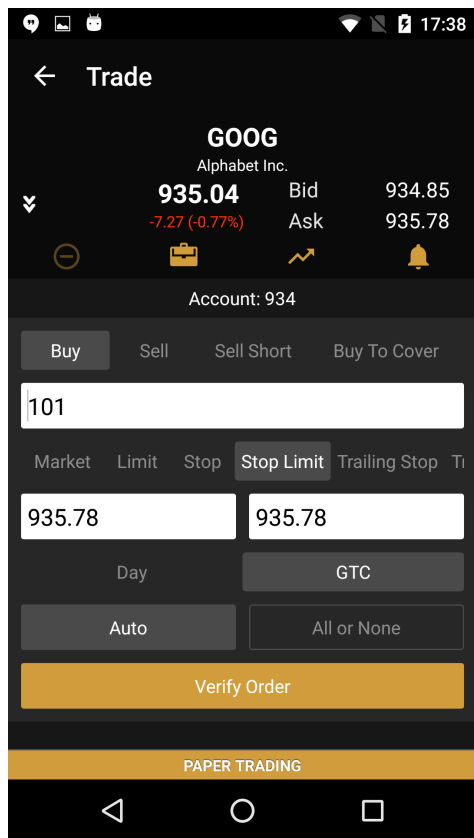 17:38
Trade
GOOG
Alphabet Inc.
935.04 Bid 934.85
-7.27 (-0.77%) Ask 935.78
Account: 934
Buy Sell Sell Short Buy To Cover
101
Market Limit Stop Stop Limit Trailing Stop
935.78 935.78
Day GTC
Auto All or None
Verify Order
PAPER TRADING